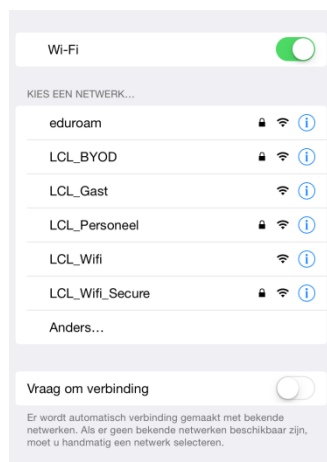 Wi-Fi
KIES EEN NETWERK...
eduroam
LCL_BYOD
LCL_Gast
LCL_Personeel
LCL_Wifi
LCL_Wifi_Secure
Anders...
Vraag om verbinding
Er wordt automatisch verbinding gemaakt met bekende
netwerken. Als er geen bekende netwerken beschikbaar zijn,
moet u handmatig een netwerk selecteren.